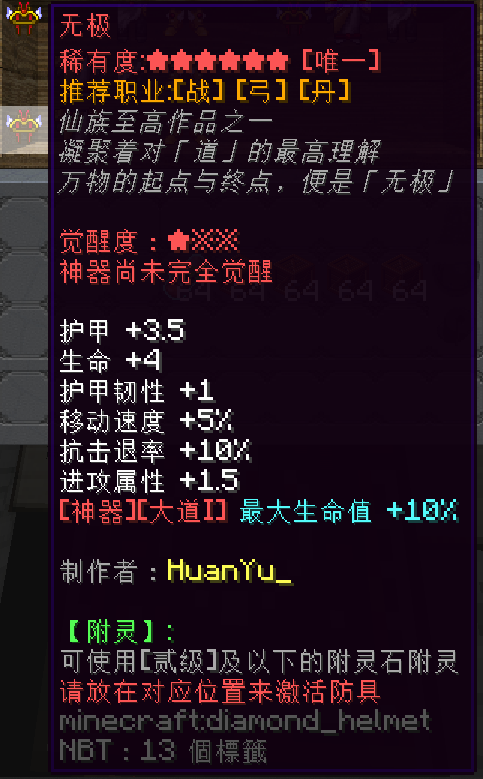 无极
稀有度:★★★★★★ [唯一]
推荐职业:[战] [弓] [丹]
仙族至高作品之一
凝聚着对「道」的最高理解
万物的起点与终点，便是「无极」
觉醒度：★※※
神器尚未完全觉醒
64 64 64 64
护甲 +3.5
生命 +4
护甲韧性 +1
移动速度 +5%
抗击退率 +10%
进攻属性 +1.5
[神器][大道I] 最大生命值 +10%
制作者：HuanYu_
【附灵】:
可使用[贰级]及以下的附灵石附灵
请放在对应位置来激活防具
minecraft:diamond_helmet
NBT：13 個標籤